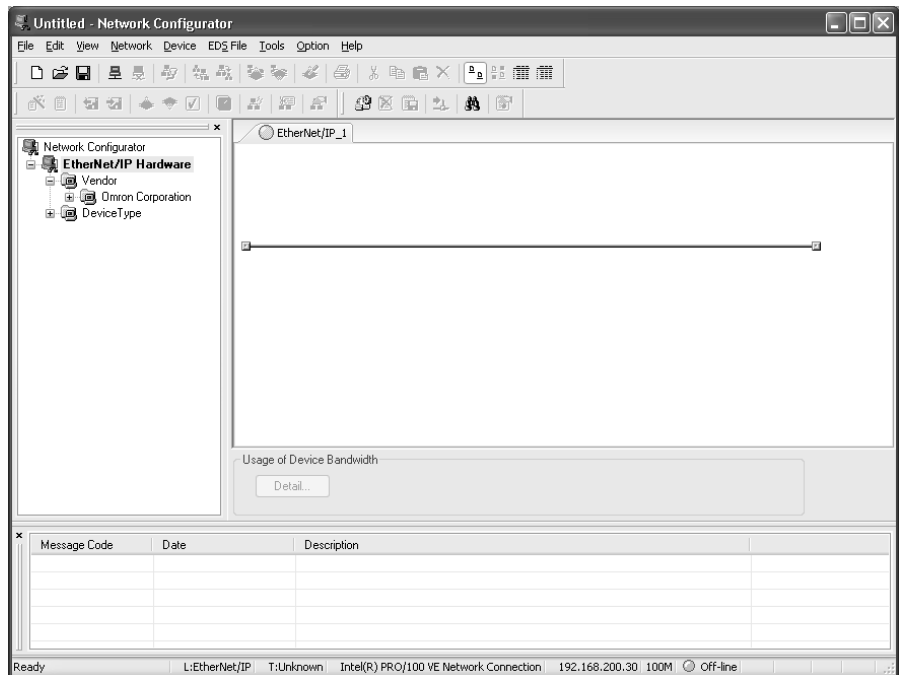 Untitled - Network Configurator
File Edit View Network Device EDS File Tools Option Help
EtherNet/IP_1
Network Configurator
EtherNet/IP Hardware
Vendor
Omron Corporation
DeviceType
Usage of Device Bandwidth
Detail...
Message Code Date Description
Ready L:EtherNet/IP T:Unknown Intel(R) PRO/100 VE Network Connection 192.168.200.30 100M Off-line